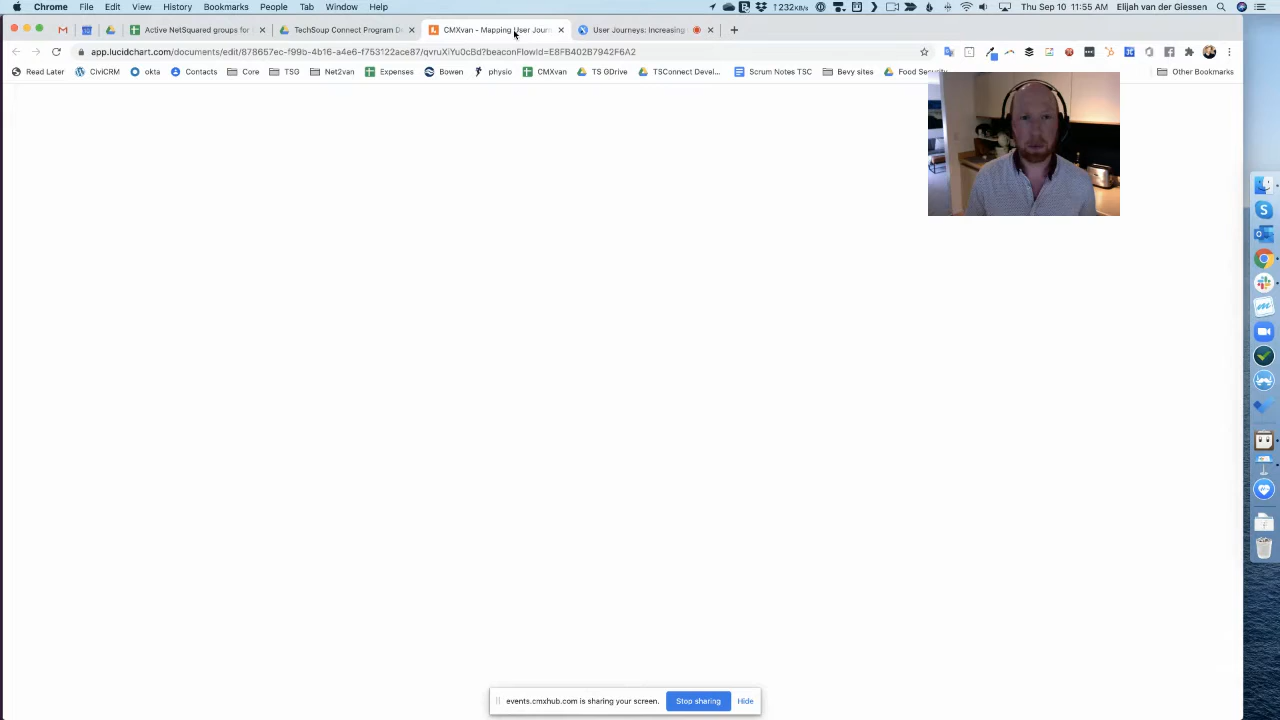 Chrome File Edit View History Bookmarks People Tab Window Help 232KB/s Thu Sep 10 11:55 AM Elijah van der Giessen
Active NetSquared groups for TechSoup Connect Program De CMXvan - Mapping User Journ User Journeys: Increasing
app.lucidchart.com/documents/edit/878657ec-f99b-4b16-a4e6-f753122ace87/qvruXiYu0cBd?beaconFlowId=E8FB402B7942F6A2
Read Later CiviCRM okta Contacts Core TSG Net2van Expenses Bowen physio CMXvan TS GDrive TSConnect Devel... Scrum Notes TSC Bevy sites Food Security Other Bookmarks
events.cmxhub.com is sharing your screen. Stop sharing Hide